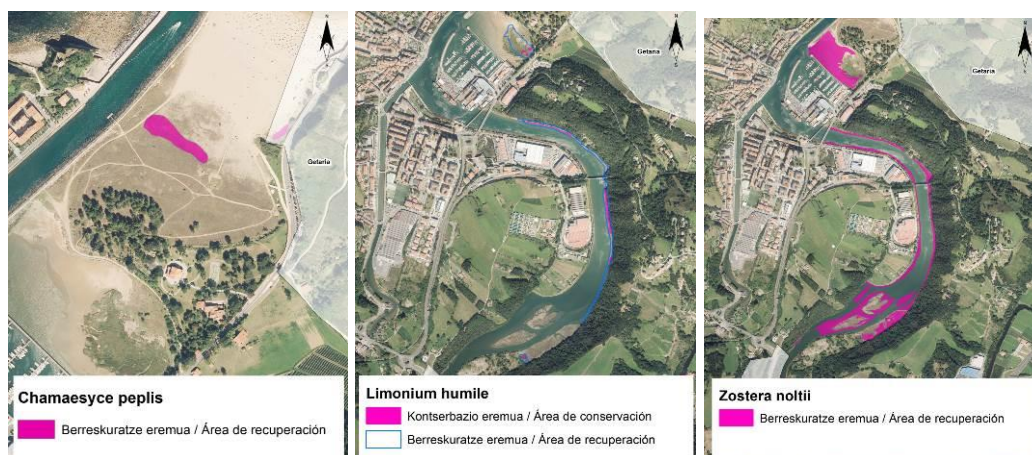 N
S
Getaria
Chamaesyce peplis
Berreskuratze eremua / Área de recuperación
N
S
Getaria
Limonium humile
Kontserbazio eremua / Área de conservación
Berreskuratze eremua / Área de recuperación
N
S
Getaria
Zostera noltii
Berreskuratze eremua / Área de recuperación